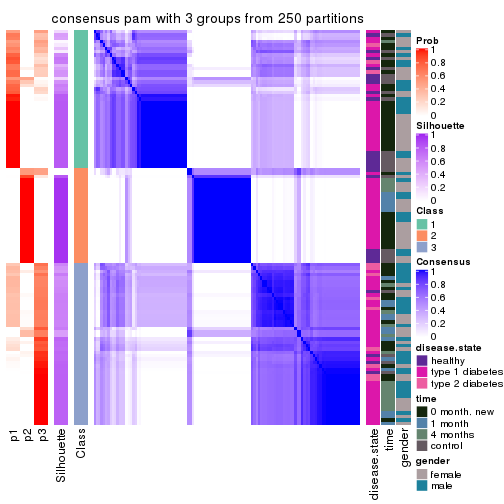 consensus pam with 3 groups from 250 partitions
Prob
1
0.8
0.6
0.4
0.2
0
Silhouette
1
0.8
0.6
0.4
0.2
0
Class
1
2
3
Consensus
1
0.8
0.6
0.4
0.2
0
disease.state
healthy
type 1 diabetes
type 2 diabetes
time
0 month, new
1 month
4 months
control
gender
female
male
p1
p2
p3
Silhouette
Class
disease.state
time
gender